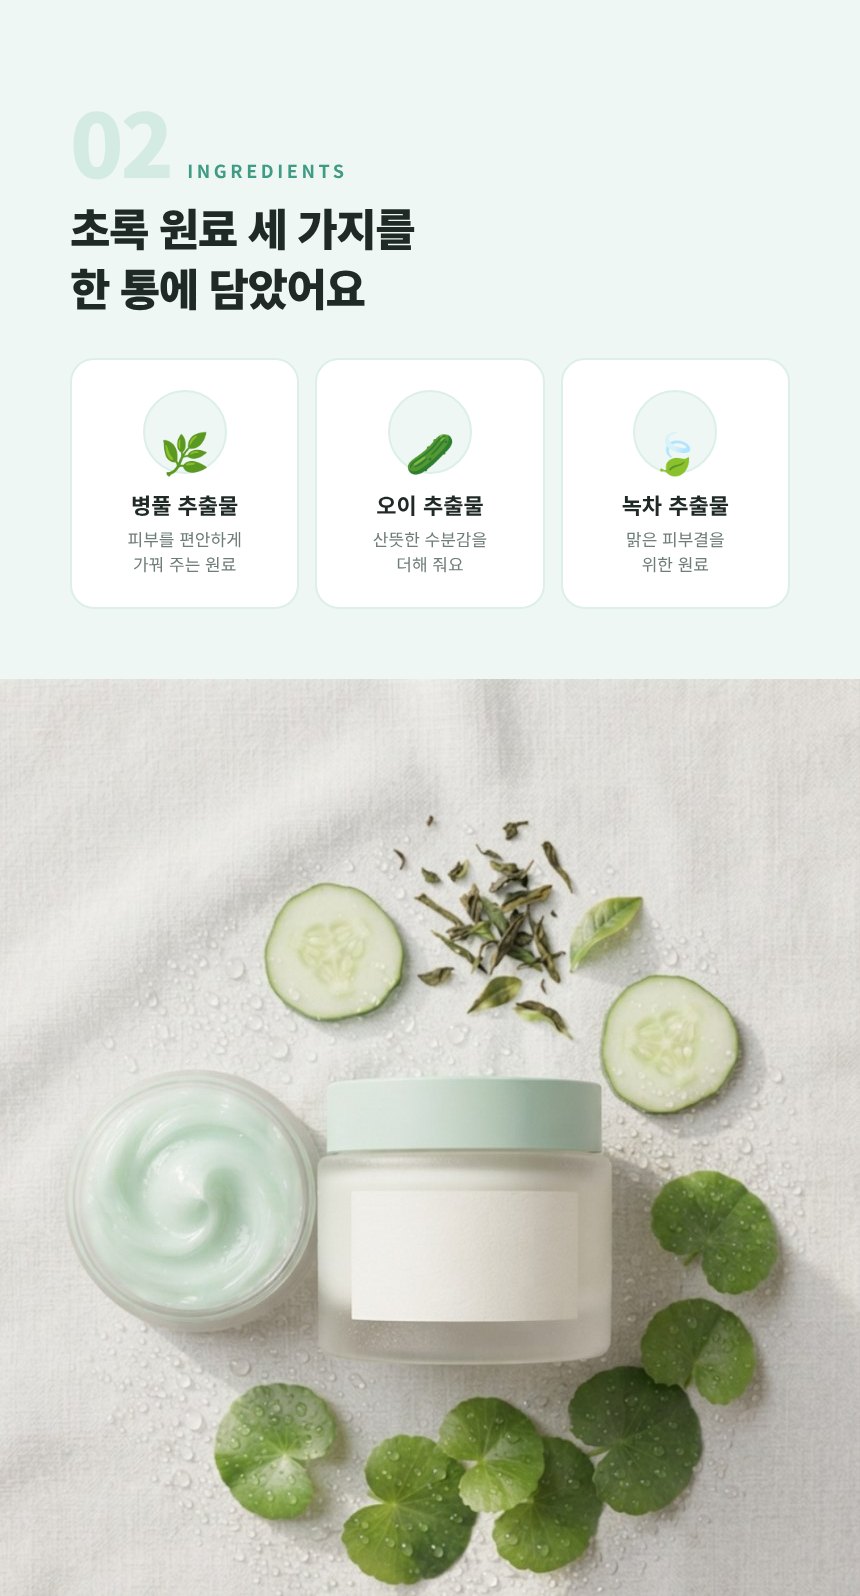 02 INGREDIENTS
초록 원료 세 가지를
한 통에 담았어요
병풀 추출물
피부를 편안하게
가꿔 주는 원료
오이 추출물
산뜻한 수분감을
더해 줘요
녹차 추출물
맑은 피부결을
위한 원료